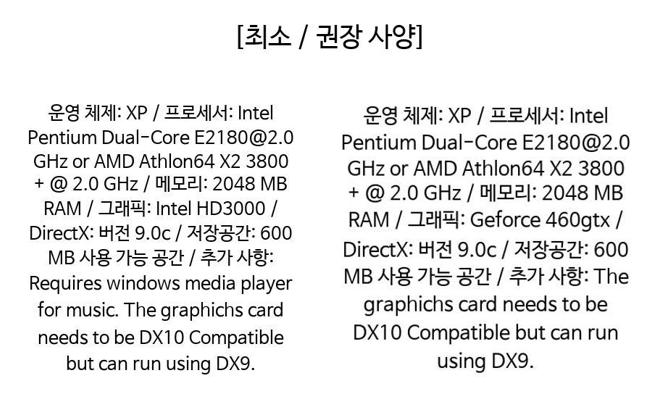 [최소 / 권장 사양]
운영 체제: XP / 프로세서: Intel
Pentium Dual-Core E2180@2.0
GHz or AMD Athlon64 X2 3800
+ @ 2.0 GHz / 메모리: 2048 MB
RAM / 그래픽: Intel HD3000 /
DirectX: 버전 9.0c / 저장공간: 600
MB 사용 가능 공간 / 추가 사항:
Requires windows media player
for music. The graphichs card
needs to be DX10 Compatible
but can run using DX9.
운영 체제: XP / 프로세서: Intel
Pentium Dual-Core E2180@2.0
GHz or AMD Athlon64 X2 3800
+ @ 2.0 GHz / 메모리: 2048 MB
RAM / 그래픽: Geforce 460gtx /
DirectX: 버전 9.0c / 저장공간: 600
MB 사용 가능 공간 / 추가 사항: The
graphichs card needs to be
DX10 Compatible but can run
using DX9.